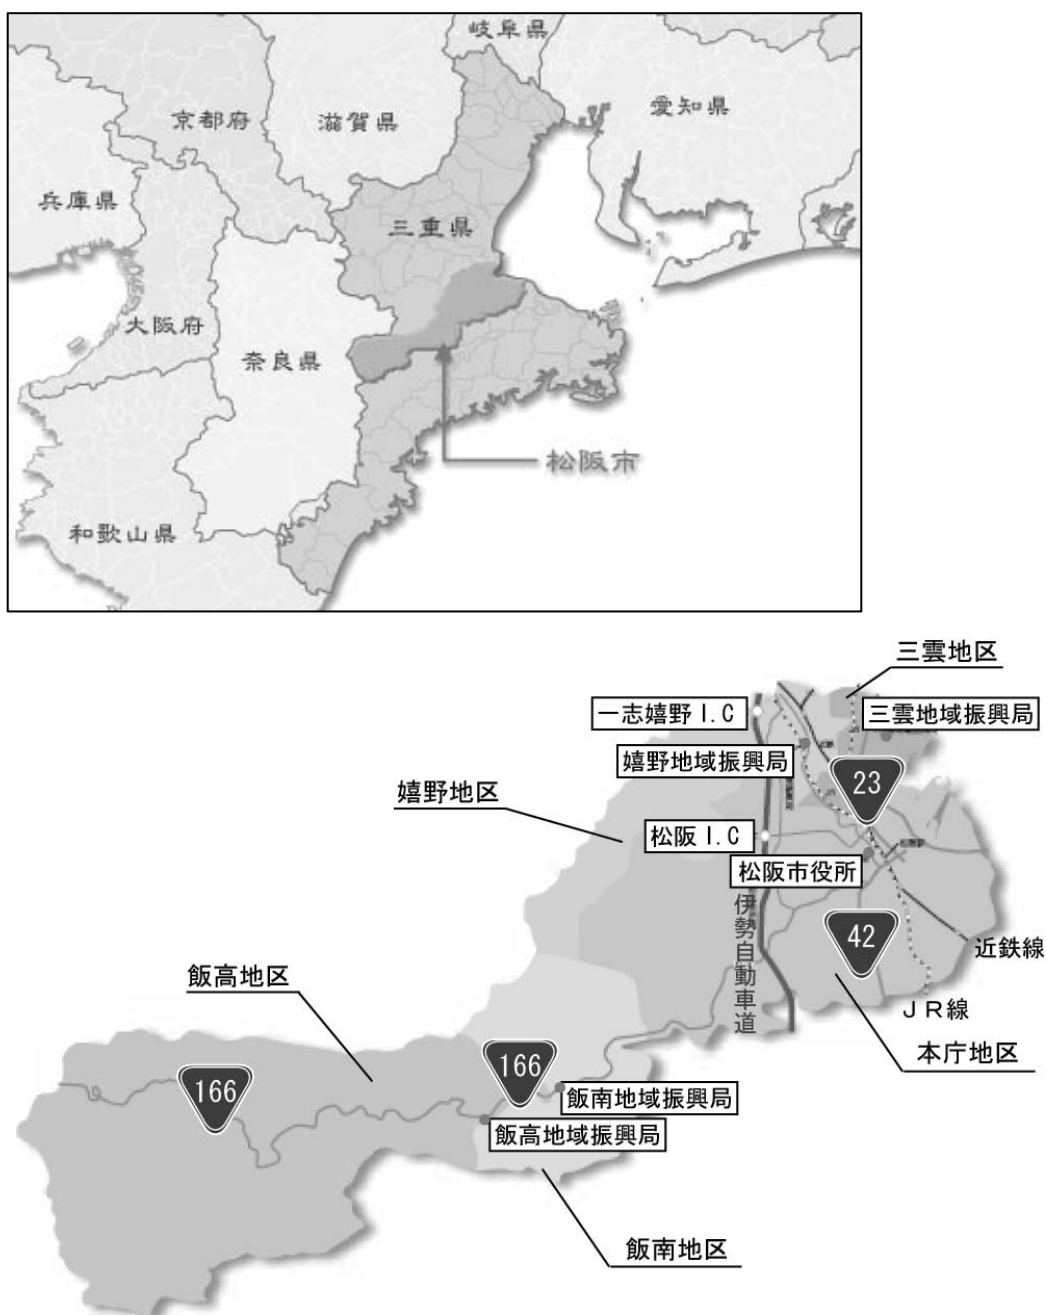 岐阜県
愛知県
京都府
滋賀県
兵庫県
三重県
大阪府
奈良県
松阪市
和歌山県
三雲地区
一志嬉野 I.C
三雲地域振興局
嬉野地域振興局
23
嬉野地区
松阪 I.C
松阪市役所
伊勢自動車道
42
近鉄線
飯高地区
JR線
本庁地区
166
166
飯南地域振興局
飯高地域振興局
飯南地区